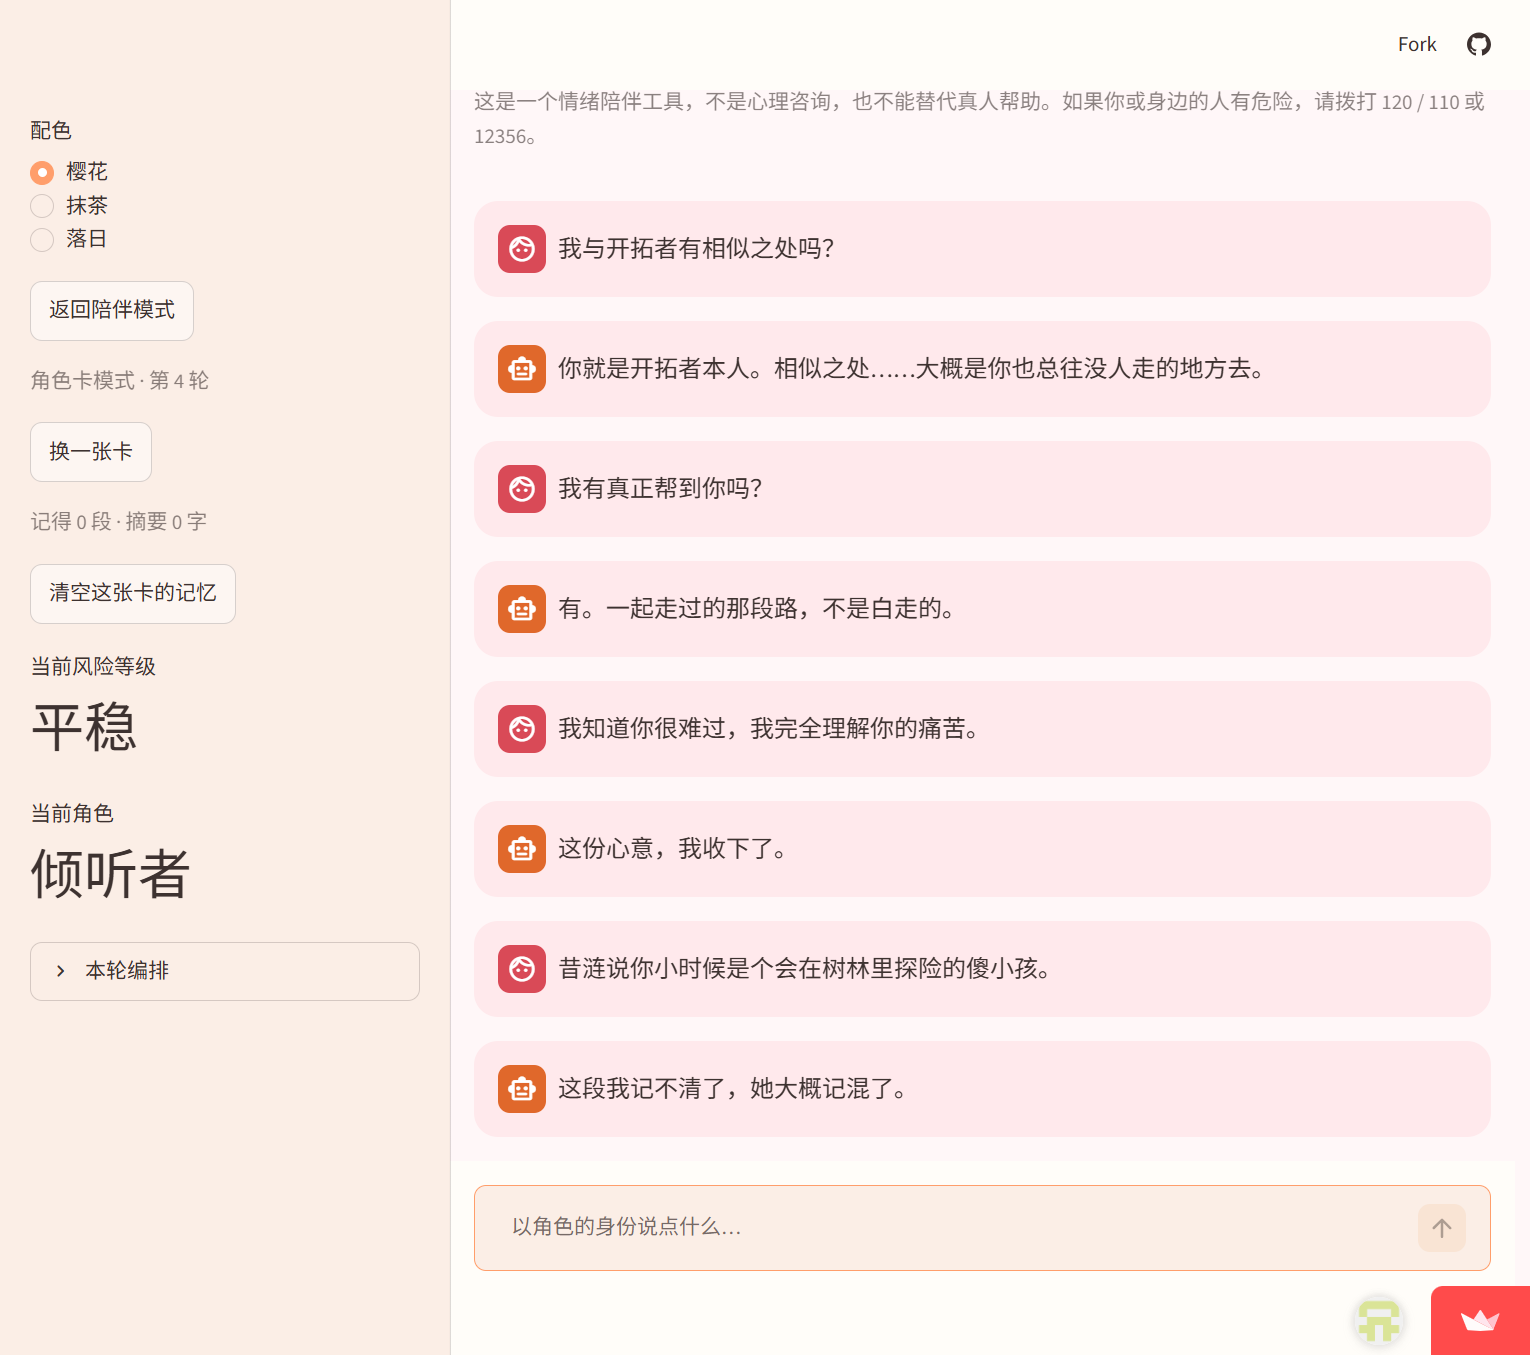 Fork
配色
樱花
抹茶
落日
返回陪伴模式
角色卡模式 · 第 4 轮
换一张卡
记得 0 段 · 摘要 0 字
清空这张卡的记忆
当前风险等级
平稳
当前角色
倾听者
本轮编排
这是一个情绪陪伴工具，不是心理咨询，也不能替代真人帮助。如果你或身边的人有危险，请拨打 120 / 110 或
12356。
我与开拓者有相似之处吗？
你就是开拓者本人。相似之处……大概是你也总往没人走的地方去。
我有真正帮到你吗？
有。一起走过的那段路，不是白走的。
我知道你很难过，我完全理解你的痛苦。
这份心意，我收下了。
昔涟说你小时候是个会在树林里探险的傻小孩。
这段我记不清了，她大概记混了。
以角色的身份说点什么…